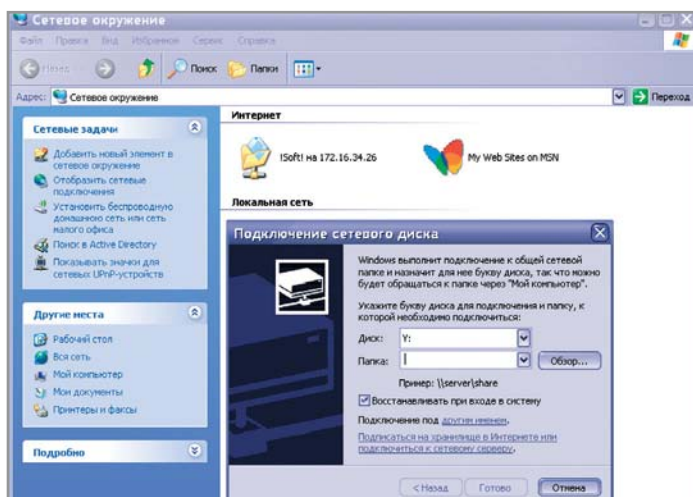 Сетевое окружение
Файл Правка Вид Избранное Сервис Справка
Назад Поиск Папки
Адрес: Сетевое окружение Переход
Сетевые задачи
Добавить новый элемент в
сетевое окружение
Отобразить сетевые
подключения
Установить беспроводную
домашнюю сеть или сеть
малого офиса
Поиск в Active Directory
Показывать значки для
сетевых UPnP-устройств
Другие места
Рабочий стол
Вся сеть
Мой компьютер
Мои документы
Принтеры и факсы
Подробно
Интернет
!Soft! на 172.16.34.26
My Web Sites on MSN
Локальная сеть
Подключение сетевого диска
Windows выполнит подключение к общей сетевой
папке и назначит для нее букву диска, так что можно
будет обращаться к папке через "Мой компьютер".
Укажите букву диска для подключения и папку, к
которой необходимо подключиться:
Диск: Y:
Папка: Обзор...
Пример: \\server\share
Восстанавливать при входе в систему
Подключение под другим именем.
Подписаться на хранилище в Интернете или
подключиться к сетевому серверу.
< Назад Готово Отмена